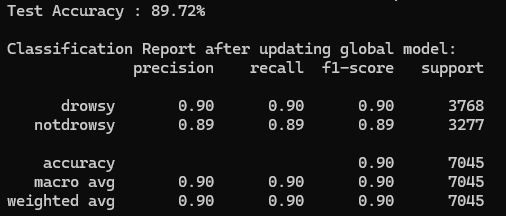 Test Accuracy : 89.72%
Classification Report after updating global model:
precision recall f1-score support
drowsy 0.90 0.90 0.90 3768
notdrowsy 0.89 0.89 0.89 3277
accuracy 0.90 7045
macro avg 0.90 0.90 0.90 7045
weighted avg 0.90 0.90 0.90 7045